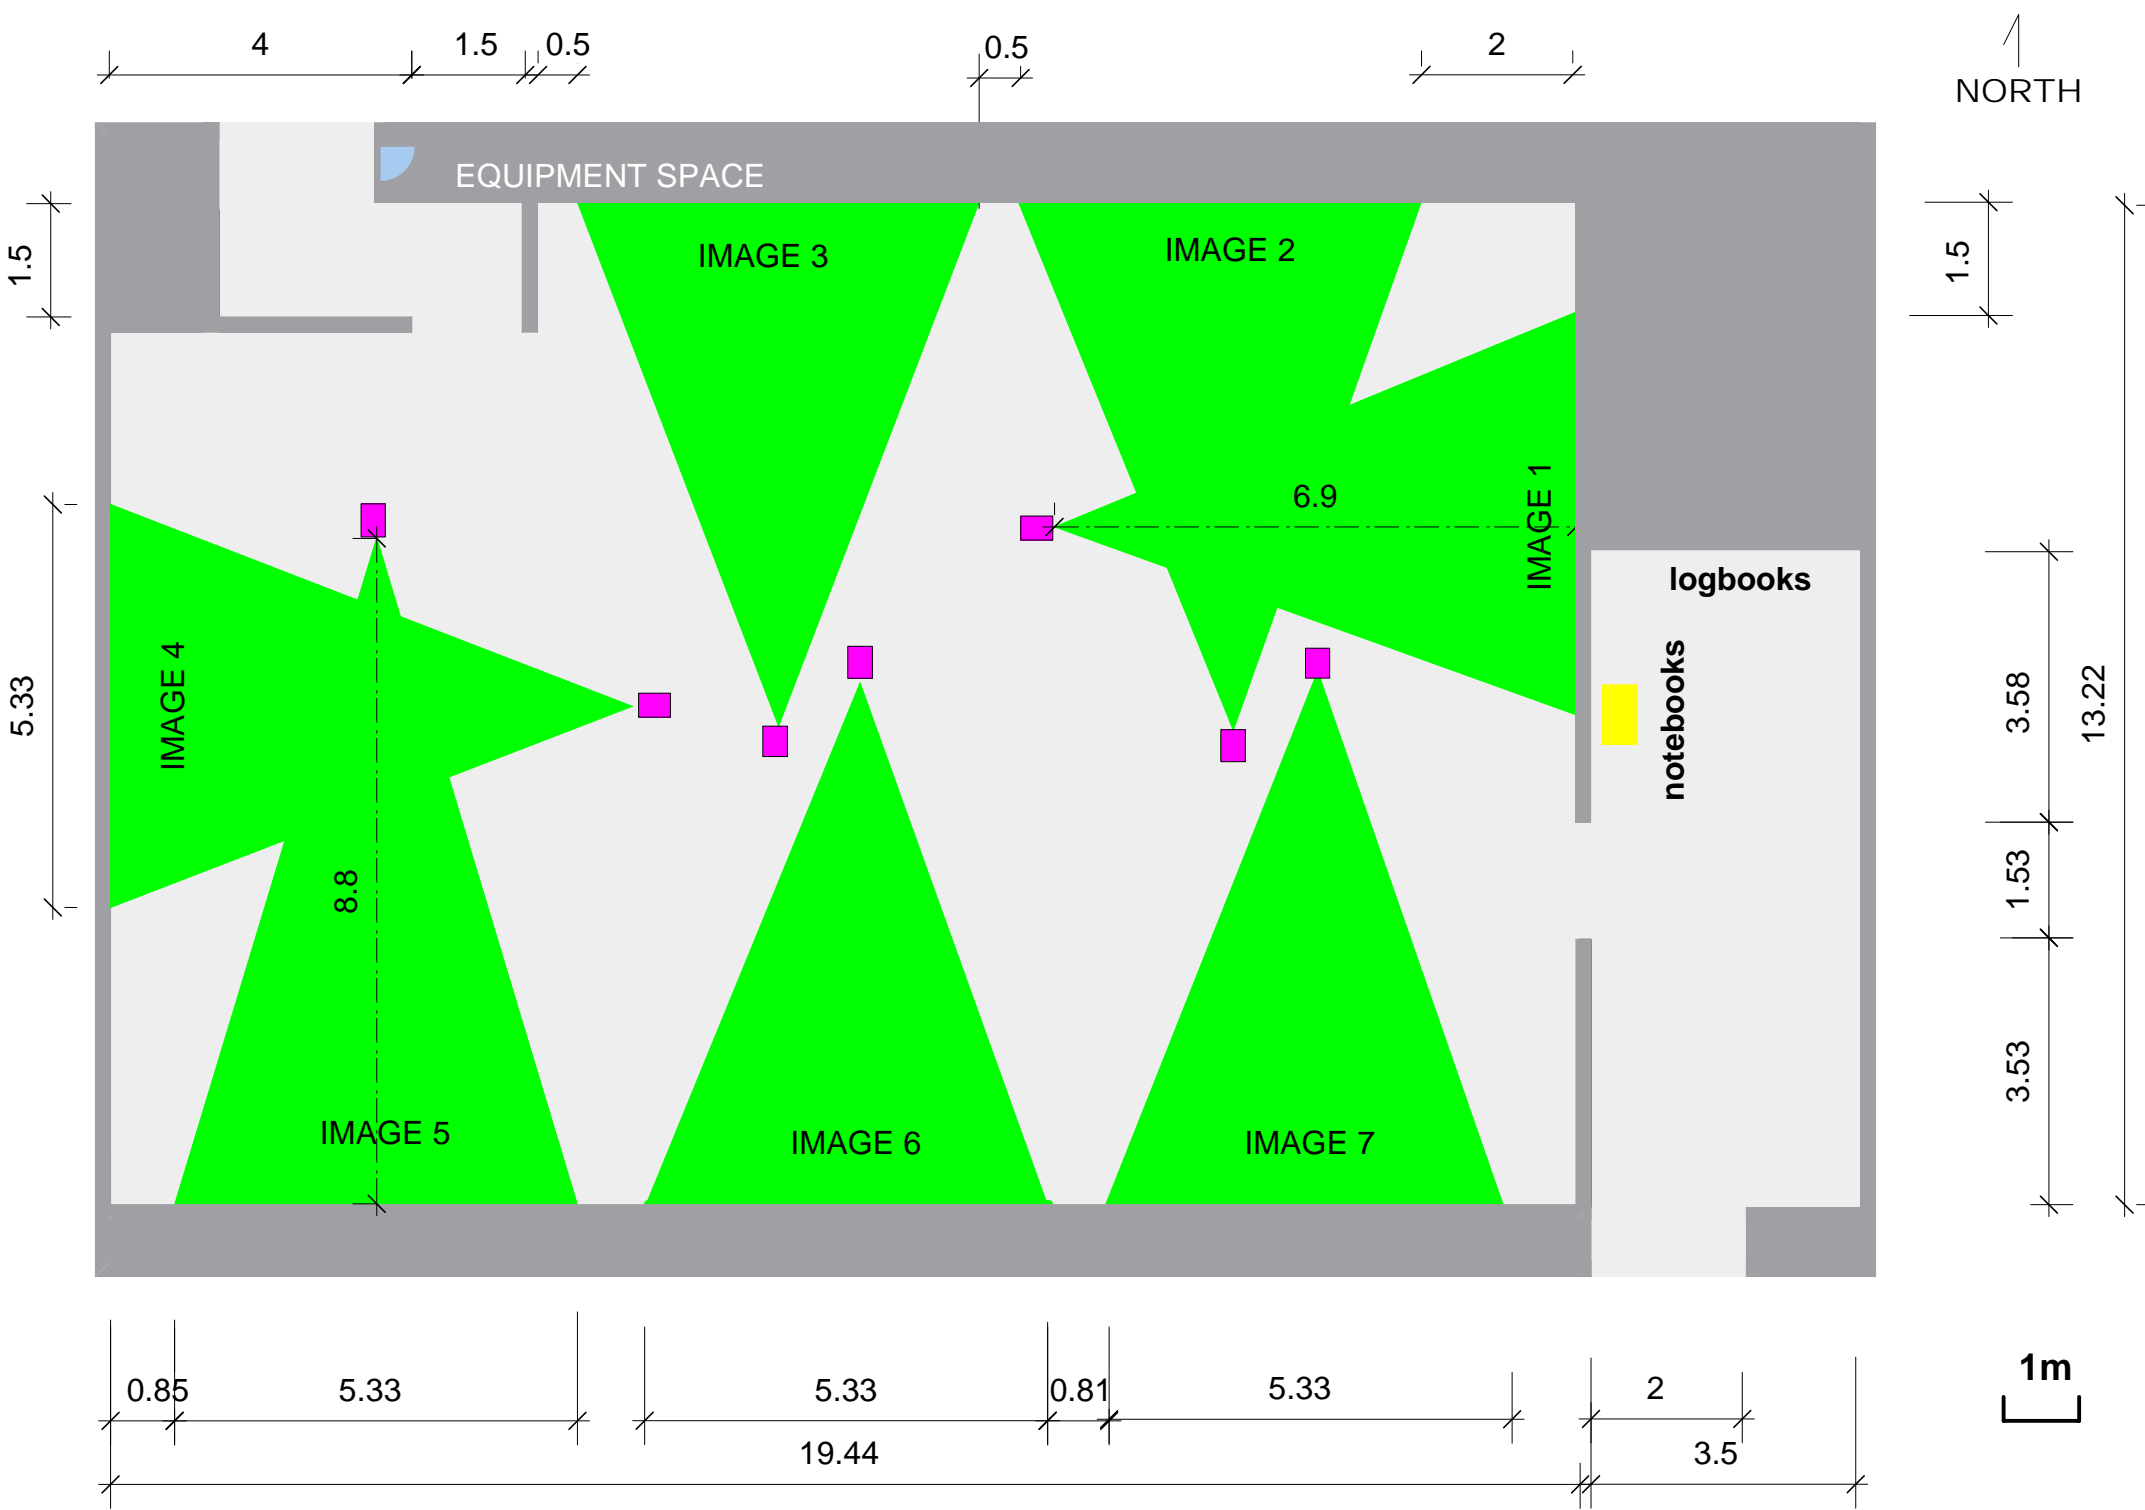 4
1.5
0.5
0.5
2
NORTH
EQUIPMENT SPACE
IMAGE 3
IMAGE 2
1.5
1.5
6.9
IMAGE 1
logbooks
notebooks
5.33
IMAGE 4
3.58
13.22
8.8
1.53
3.53
IMAGE 5
IMAGE 6
IMAGE 7
0.85
5.33
5.33
0.81
5.33
2
1m
19.44
3.5